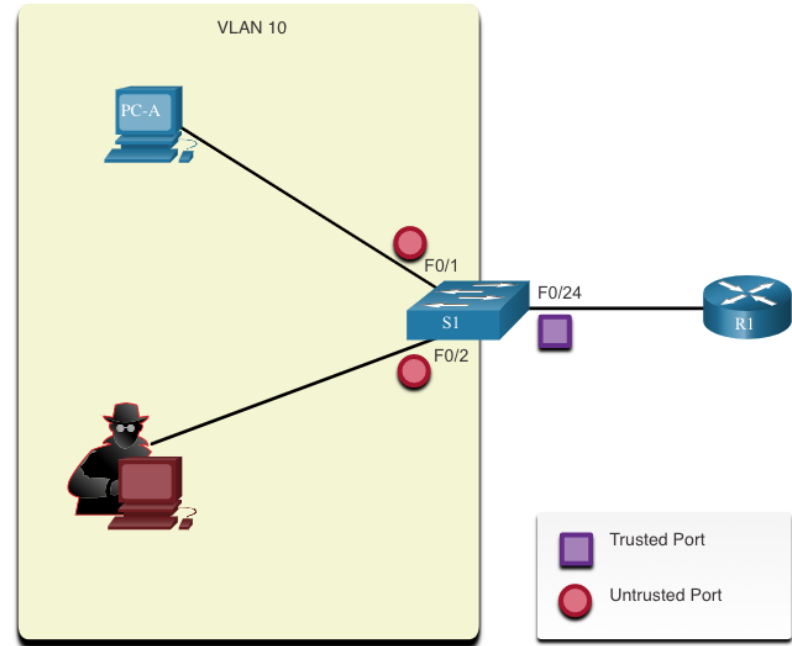 VLAN 10
PC-A
F0/1
F0/24
S1
R1
F0/2
Trusted Port
Untrusted Port